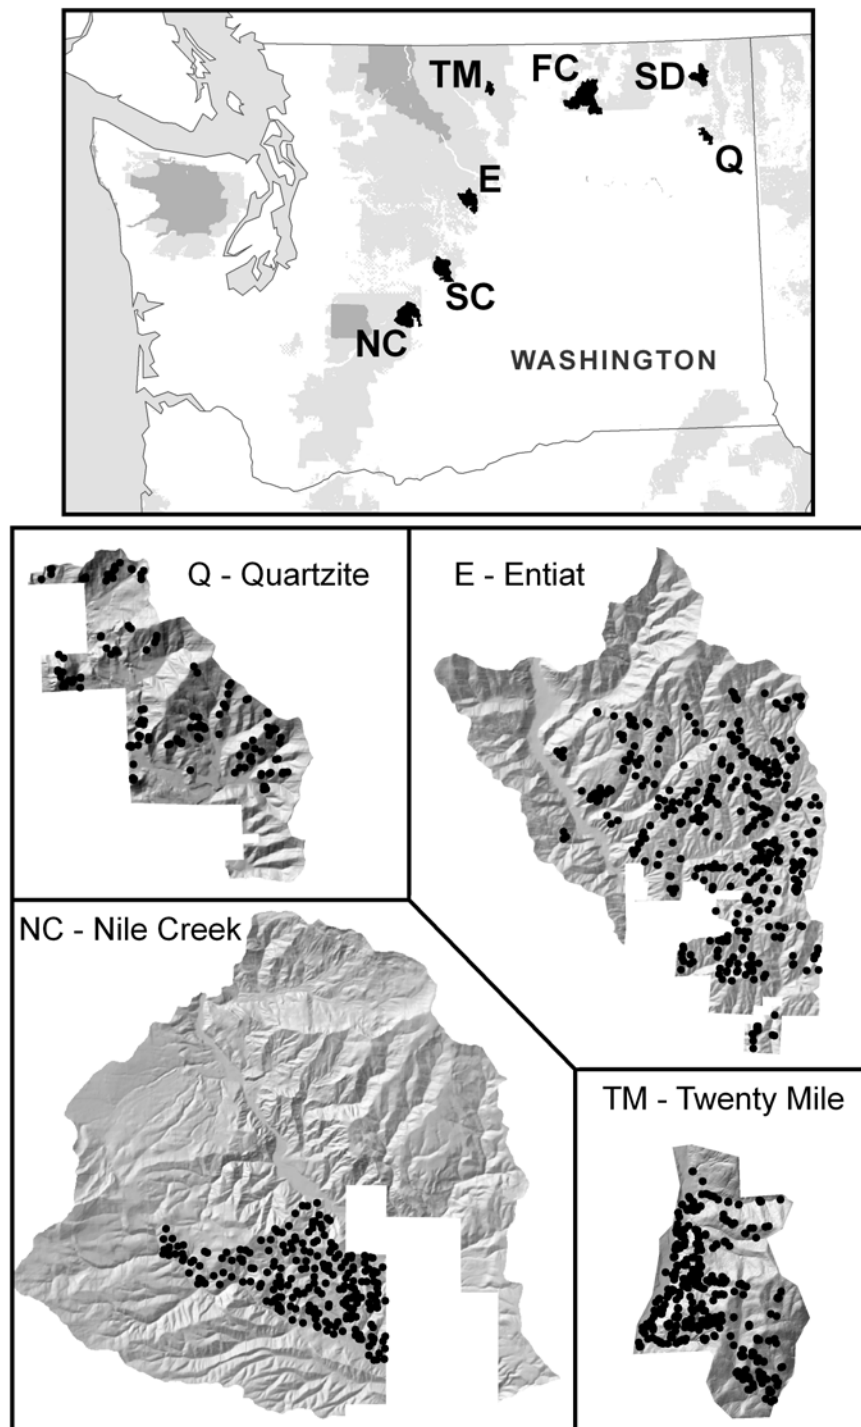 TM
FC
SD
Q
E
SC
NC
WASHINGTON
Q - Quartzite
E - Entiat
NC - Nile Creek
TM - Twenty Mile